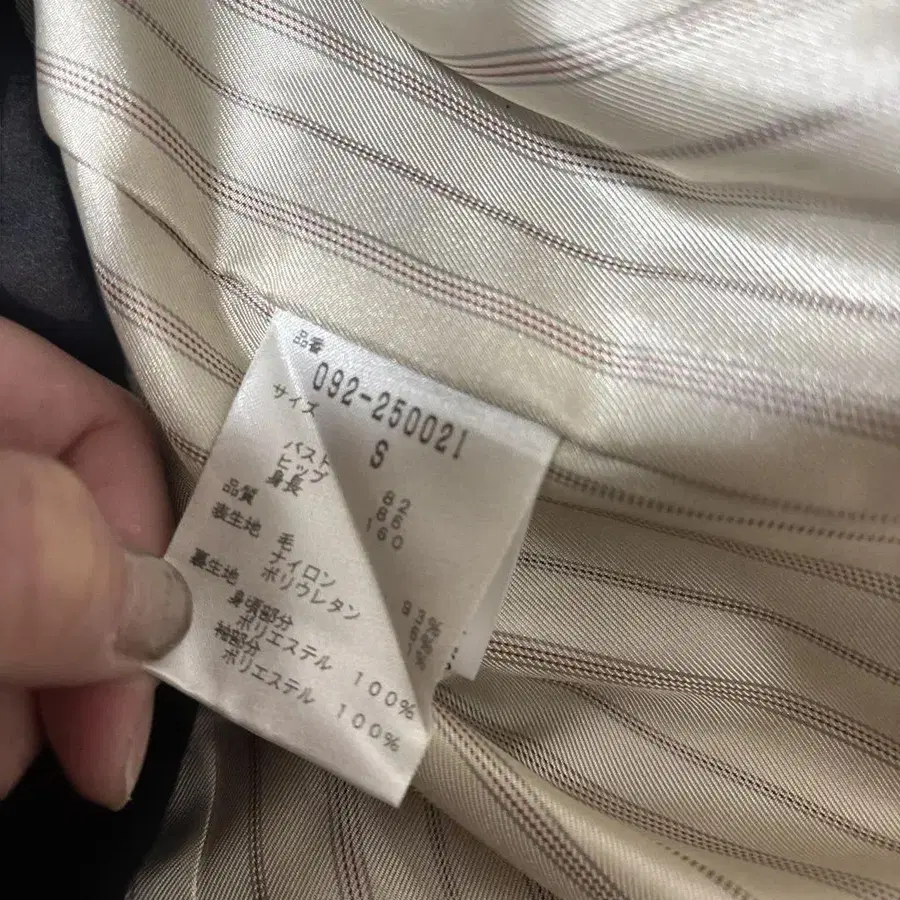 品番
092-250021
サイズ
S
バスト 82
ヒップ 86
身長 160
品質
表生地
毛
ナイロン
ポリウレタン
裏生地
身頃部分
ポリエステル 100%
袖部分
ポリエステル 100%